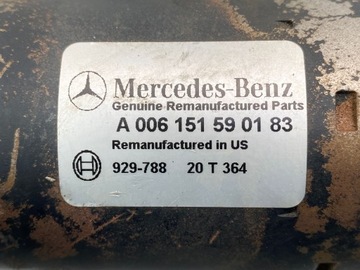 Mercedes-Benz
Genuine Remanufactured Parts
A 006 151 59 01 83
Remanufactured in US
929-788 20 T 364